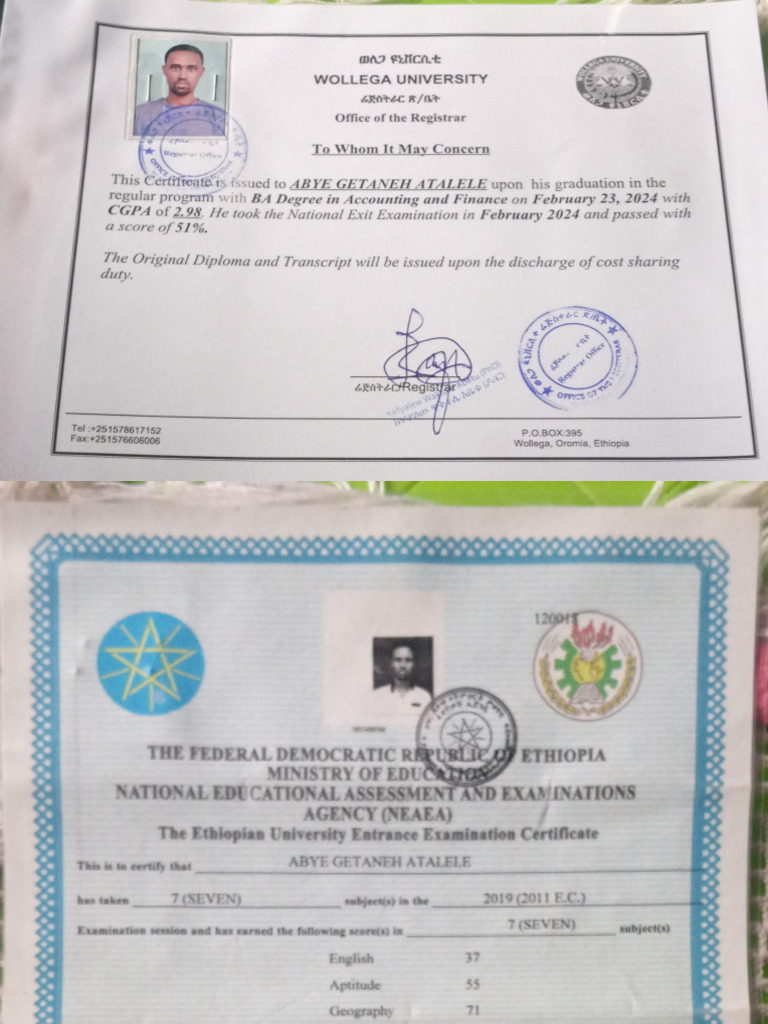 ወለጋ ዩኒቨርሲቲ
WOLLEGA UNIVERSITY
ሬጅስትራር ጽ/ቤት
Office of the Registrar
To Whom It May Concern
This Certificate is issued to ABYE GETANEH ATALELE upon his graduation in the
regular program with BA Degree in Accounting and Finance on February 23, 2024 with
CGPA of 2.98. He took the National Exit Examination in February 2024 and passed with
a score of 51%.
The Original Diploma and Transcript will be issued upon the discharge of cost sharing
duty.
ሬጅስትራር/Registrar
Registrar Office
Registrar Office
Tel :+251578617152
Fax:+251576606006
P.O.BOX:395
Wollega, Oromia, Ethiopia
120018
THE FEDERAL DEMOCRATIC REPUBLIC OF ETHIOPIA
MINISTRY OF EDUCATION
NATIONAL EDUCATIONAL ASSESSMENT AND EXAMINATIONS
AGENCY (NEAEA)
The Ethiopian University Entrance Examination Certificate
This is to certify that ABYE GETANEH ATALELE
has taken 7 (SEVEN) subject(s) in the 2019 (2011 E.C.)
Examination session and has earned the following score(s) in 7 (SEVEN) subject(s)
English 37
Aptitude 55
Geography 71